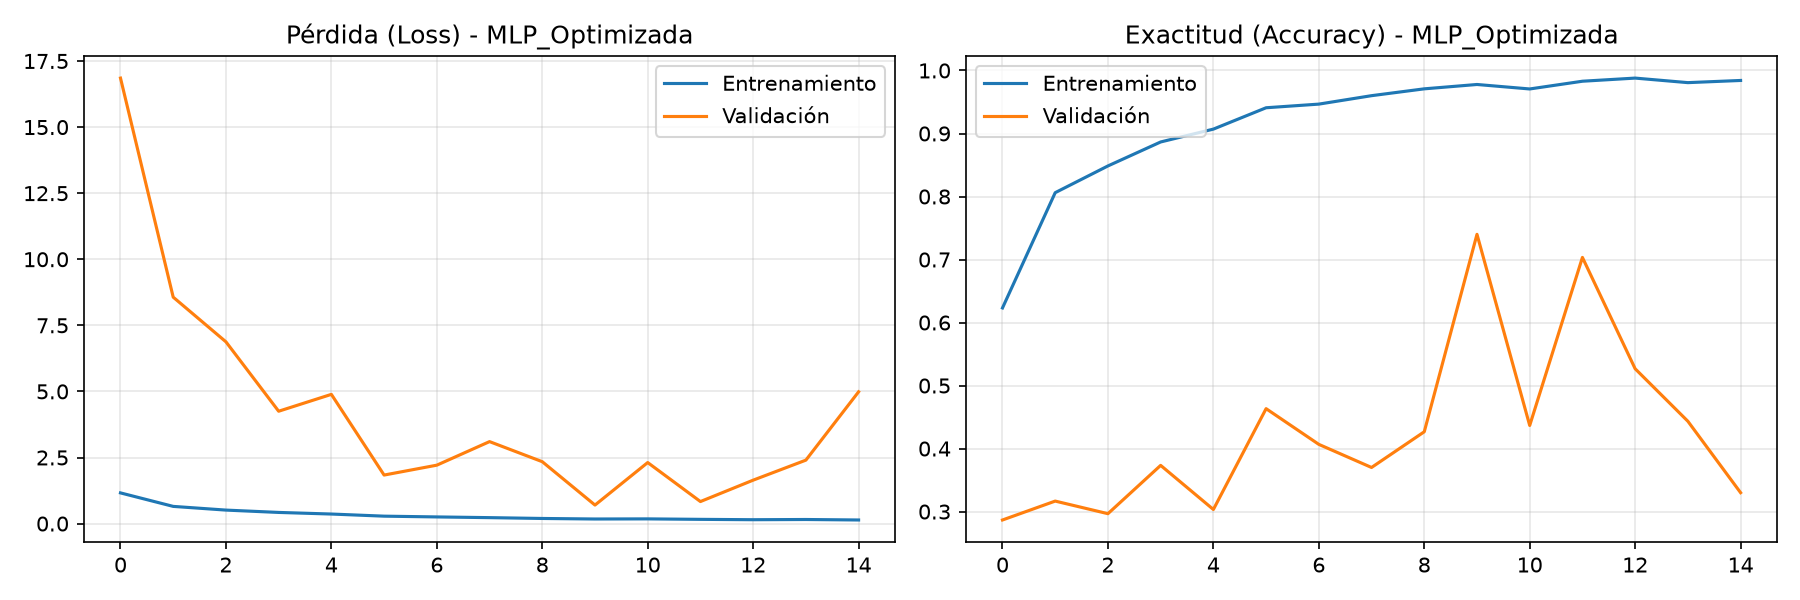 Pérdida (Loss) - MLP_Optimizada
17.5
15.0
12.5
10.0
7.5
5.0
2.5
0.0
0 2 4 6 8 10 12 14
Entrenamiento
Validación
Exactitud (Accuracy) - MLP_Optimizada
1.0
0.9
0.8
0.7
0.6
0.5
0.4
0.3
0 2 4 6 8 10 12 14
Entrenamiento
Validación